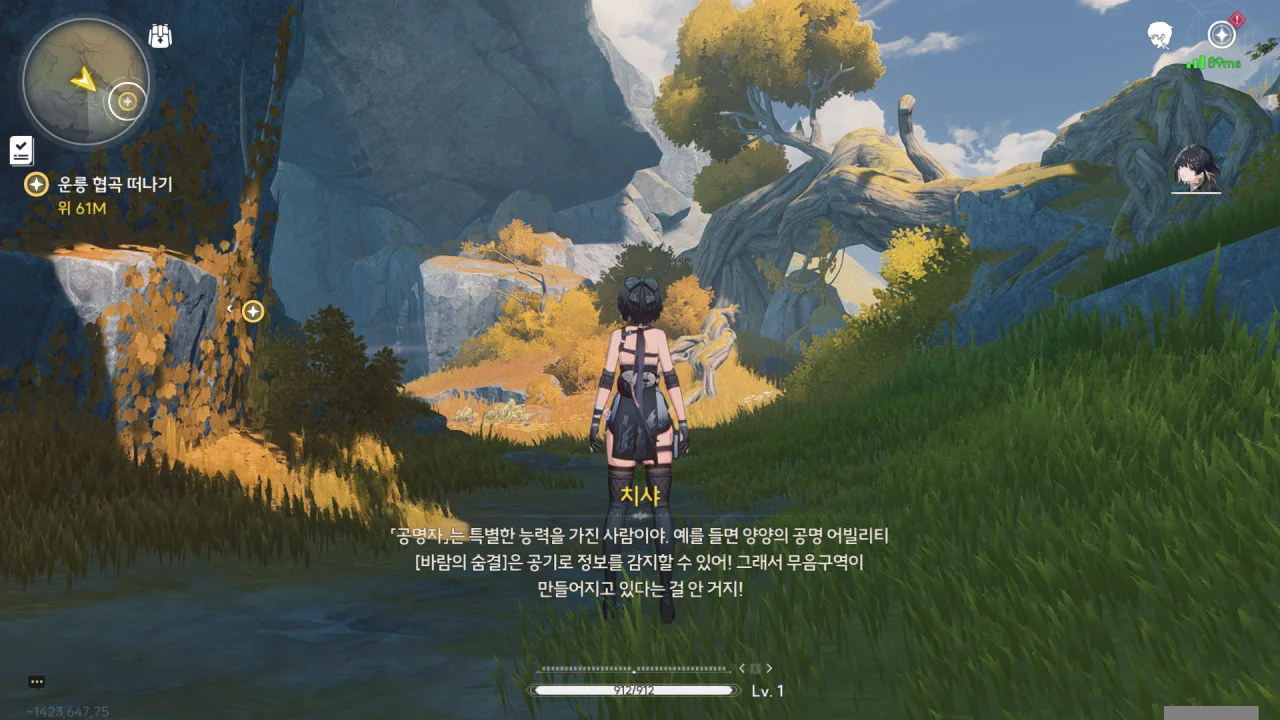 89ms
운릉 협곡 떠나기
위 61M
치샤
「공명자」는 특별한 능력을 가진 사람이야. 예를 들면 양양의 공명 어빌리티
[바람의 숨결]은 공기로 정보를 감지할 수 있어! 그래서 무음구역이
만들어지고 있다는 걸 안 거지!
912/912
Lv. 1
-1423,647,75